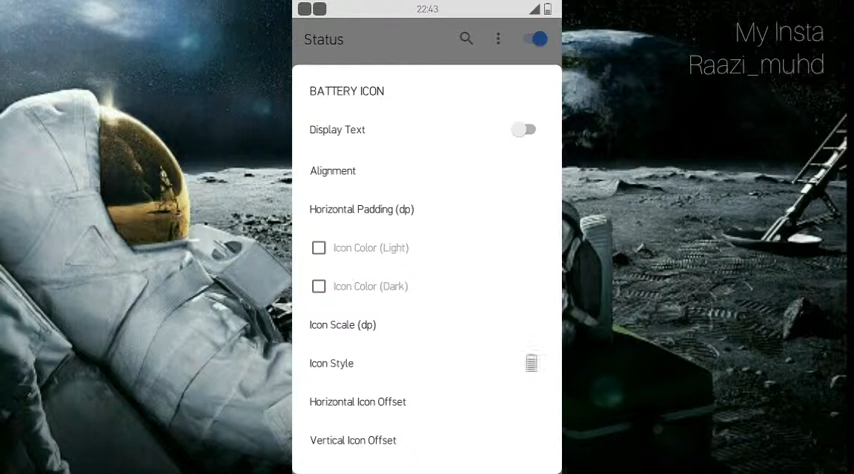 22:43
My Insta
Raazi_muhd
Status
BATTERY ICON
Display Text
Alignment
Horizontal Padding (dp)
Icon Color (Light)
Icon Color (Dark)
Icon Scale (dp)
Icon Style
Horizontal Icon Offset
Vertical Icon Offset